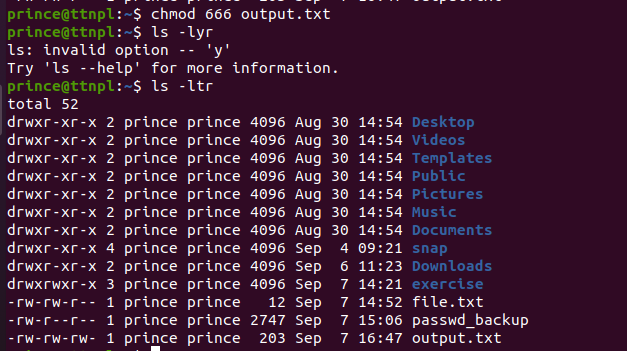 prince@ttnpl:~$ chmod 666 output.txt
prince@ttnpl:~$ ls -lyr
ls: invalid option -- 'y'
Try 'ls --help' for more information.
prince@ttnpl:~$ ls -ltr
total 52
drwxr-xr-x 2 prince prince 4096 Aug 30 14:54 Desktop
drwxr-xr-x 2 prince prince 4096 Aug 30 14:54 Videos
drwxr-xr-x 2 prince prince 4096 Aug 30 14:54 Templates
drwxr-xr-x 2 prince prince 4096 Aug 30 14:54 Public
drwxr-xr-x 2 prince prince 4096 Aug 30 14:54 Pictures
drwxr-xr-x 2 prince prince 4096 Aug 30 14:54 Music
drwxr-xr-x 2 prince prince 4096 Aug 30 14:54 Documents
drwxr-xr-x 4 prince prince 4096 Sep  4 09:21 snap
drwxr-xr-x 2 prince prince 4096 Sep  6 11:23 Downloads
drwxrwxr-x 3 prince prince 4096 Sep  7 14:21 exercise
-rw-rw-r-- 1 prince prince   12 Sep  7 14:52 file.txt
-rw-r--r-- 1 prince prince 2747 Sep  7 15:06 passwd_backup
-rw-rw-rw- 1 prince prince  203 Sep  7 16:47 output.txt